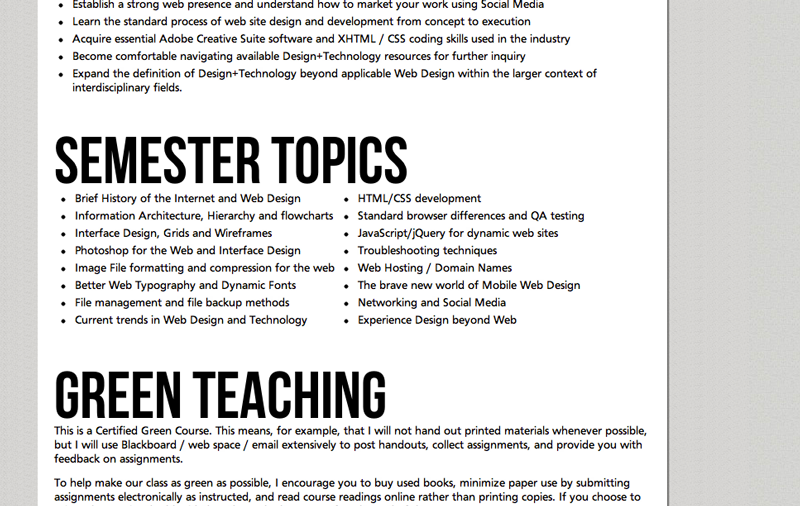 Establish a strong web presence and understand how to market your work using Social Media
Learn the standard process of web site design and development from concept to execution
Acquire essential Adobe Creative Suite software and XHTML / CSS coding skills used in the industry
Become comfortable navigating available Design+Technology resources for further inquiry
Expand the definition of Design+Technology beyond applicable Web Design within the larger context of
interdisciplinary fields.
SEMESTER TOPICS
Brief History of the Internet and Web Design
Information Architecture, Hierarchy and flowcharts
Interface Design, Grids and Wireframes
Photoshop for the Web and Interface Design
Image File formatting and compression for the web
Better Web Typography and Dynamic Fonts
File management and file backup methods
Current trends in Web Design and Technology
HTML/CSS development
Standard browser differences and QA testing
JavaScript/jQuery for dynamic web sites
Troubleshooting techniques
Web Hosting / Domain Names
The brave new world of Mobile Web Design
Networking and Social Media
Experience Design beyond Web
GREEN TEACHING
This is a Certified Green Course. This means, for example, that I will not hand out printed materials whenever possible,
but I will use Blackboard / web space / email extensively to post handouts, collect assignments, and provide you with
feedback on assignments.
To help make our class as green as possible, I encourage you to buy used books, minimize paper use by submitting
assignments electronically as instructed, and read course readings online rather than printing copies. If you choose to